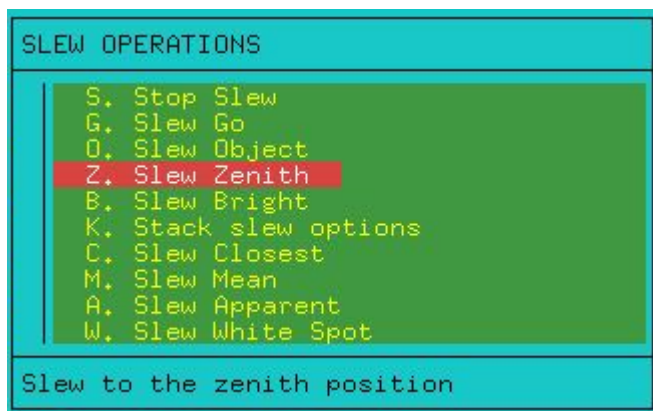 SLEW OPERATIONS
S. Stop Slew
G. Slew Go
O. Slew Object
Z. Slew Zenith
B. Slew Bright
K. Stack slew options
C. Slew Closest
M. Slew Mean
A. Slew Apparent
W. Slew White Spot
Slew to the zenith position